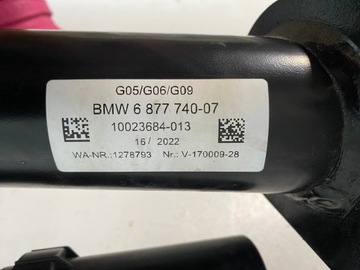 G05/G06/G09
BMW 6 877 740-07
10023684-013
16/ 2022
WA-NR.:1278793 Nr.: V-170009-28